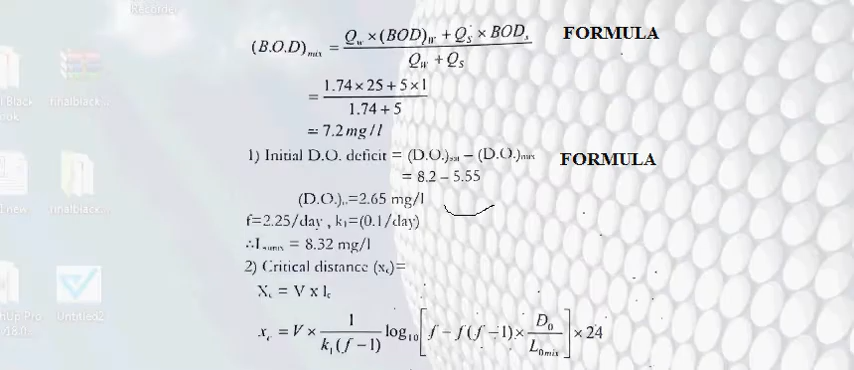 Recorder
(B.O.D)mix = Qw × (BOD)w + Qs × BODs / Qw + Qs FORMULA
= 1.74 × 25 + 5 × 1 / 1.74 + 5
= 7.2 mg / l
1) Initial D.O. deficit = (D.O.)sat – (D.O.)mix FORMULA
= 8.2 – 5.55
(D.O.)o=2.65 mg/l
f=2.25/day , k1=(0.1/day)
= 8.32 mg/l
2) Critical distance (xc)=
Xc = V x tc
xc = V × 1 / k1(f – 1) log10[f – f(f – 1) × D0 / L0mix] × 24
finalblack...
Untitled2